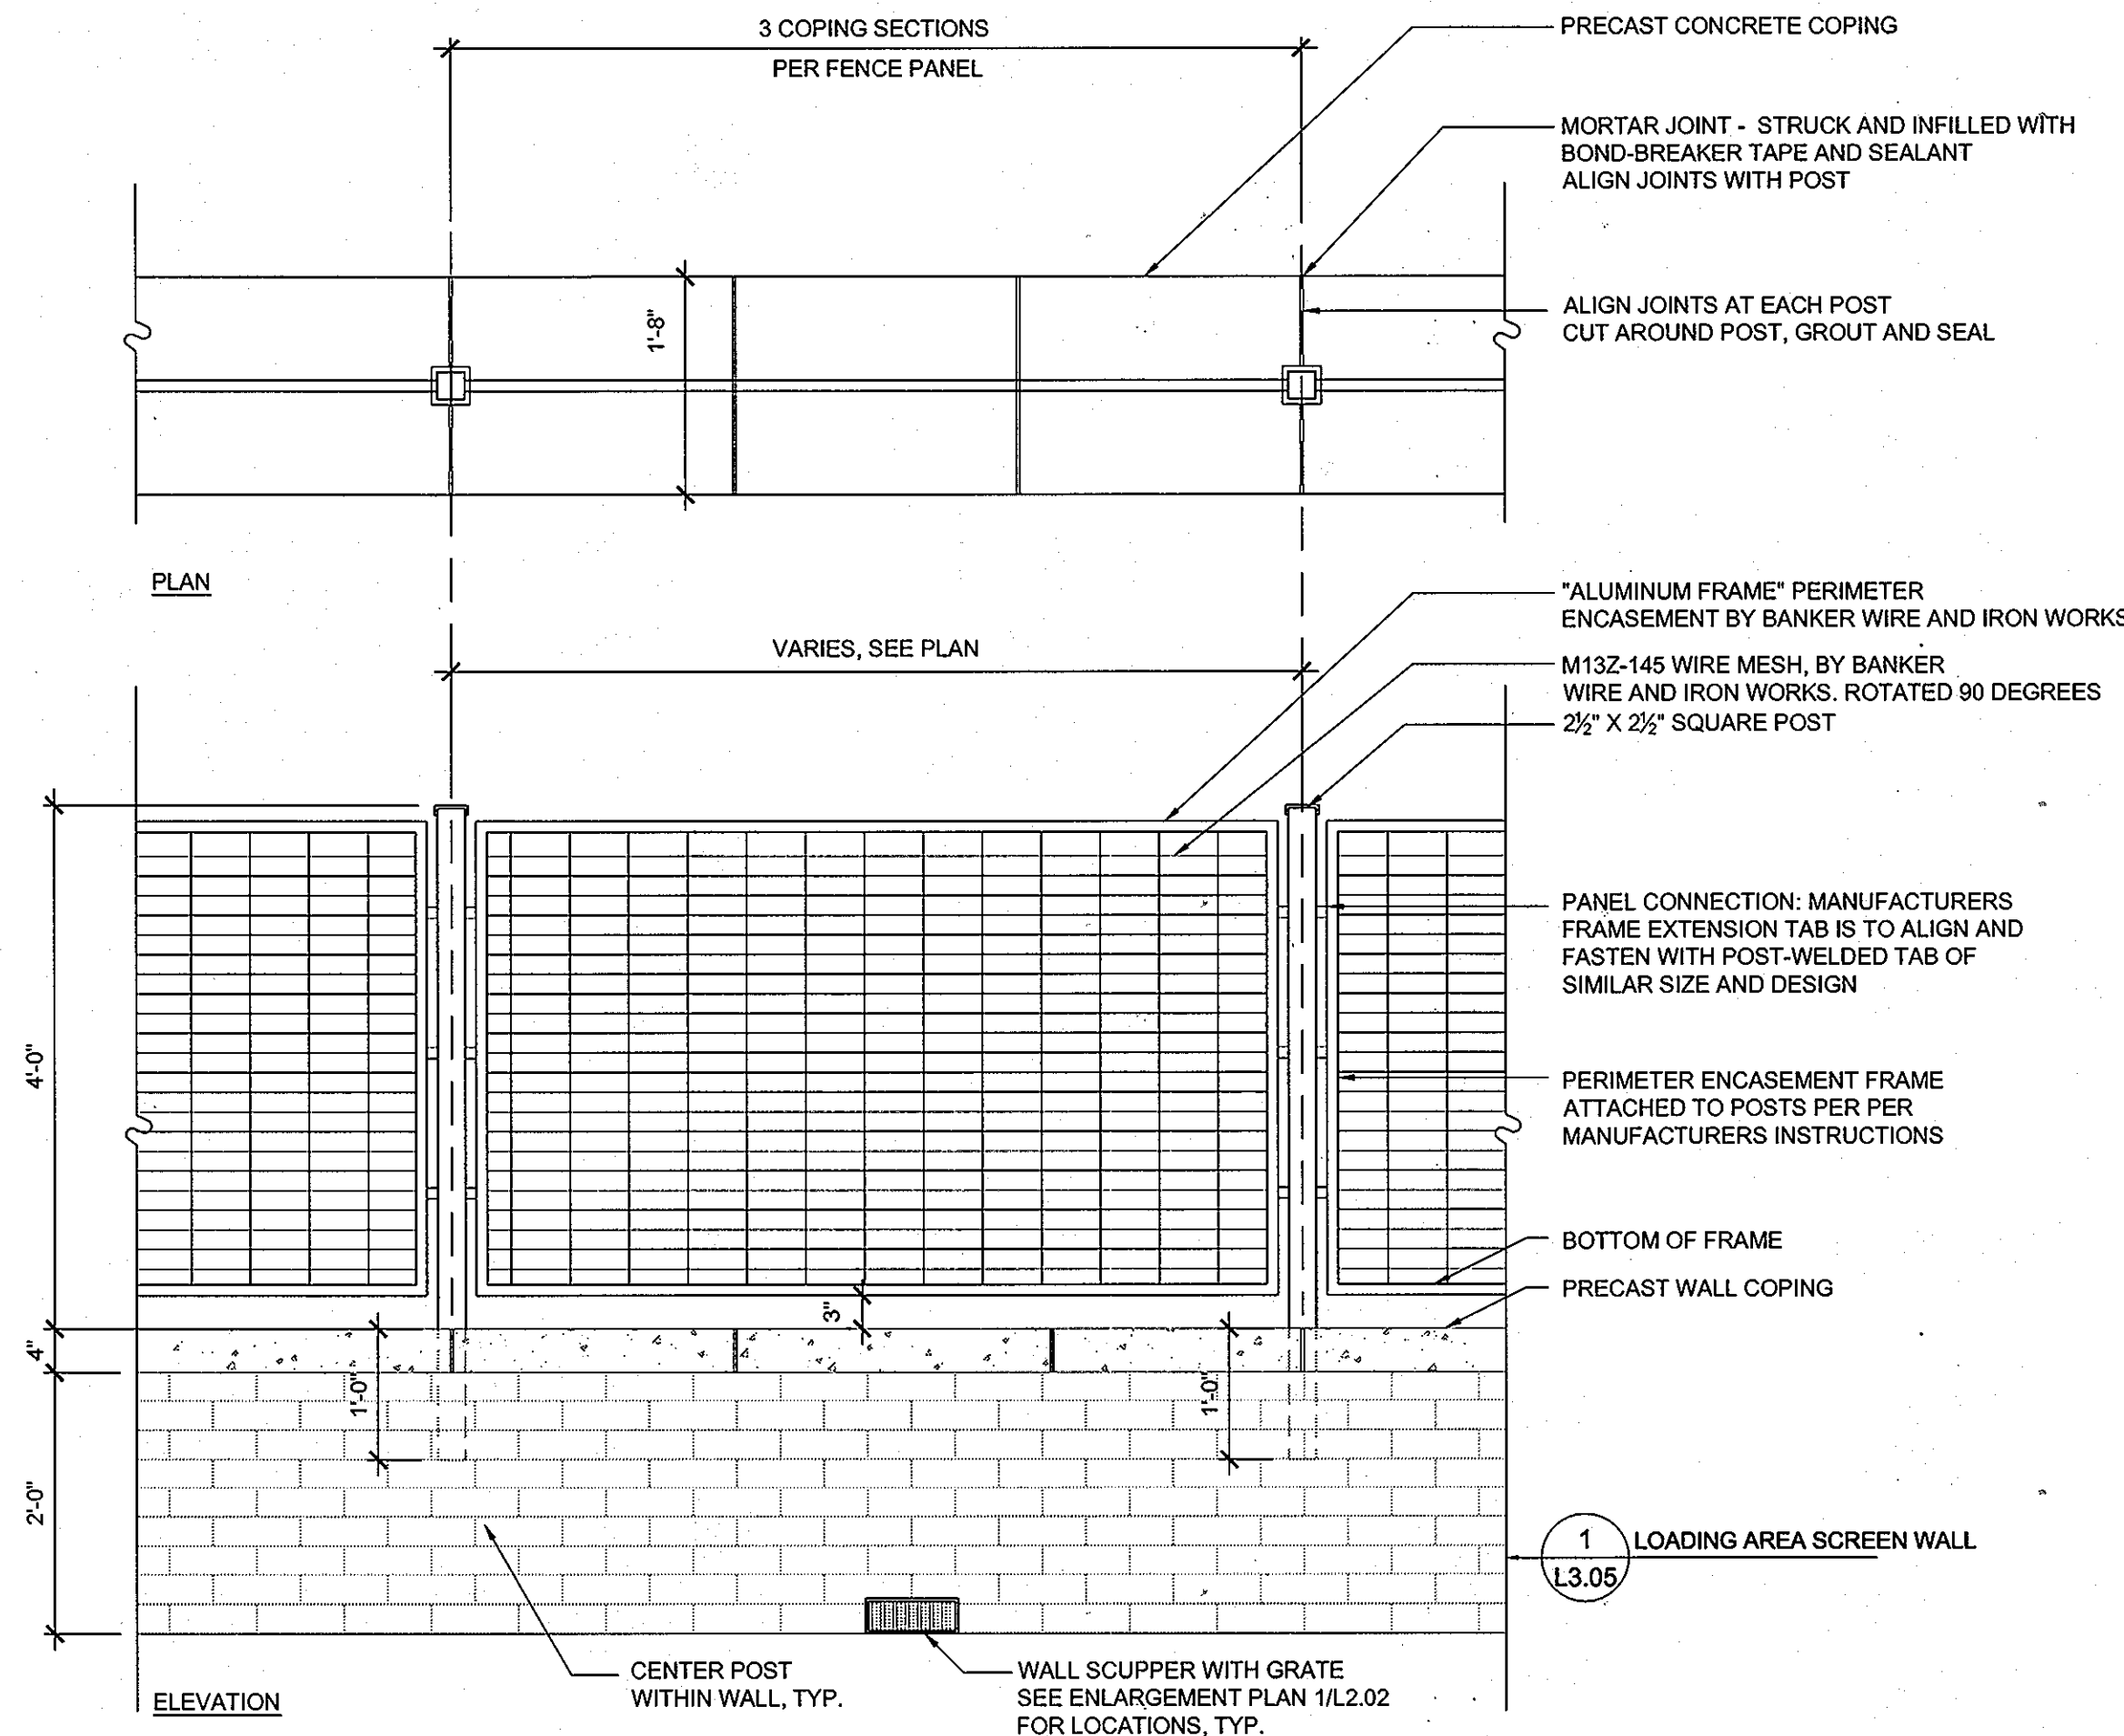 3 COPING SECTIONS
PER FENCE PANEL
PRECAST CONCRETE COPING
MORTAR JOINT - STRUCK AND INFILLED WITH
BOND-BREAKER TAPE AND SEALANT
ALIGN JOINTS WITH POST
ALIGN JOINTS AT EACH POST
CUT AROUND POST, GROUT AND SEAL
1'-8"
PLAN
VARIES, SEE PLAN
"ALUMINUM FRAME" PERIMETER
ENCASEMENT BY BANKER WIRE AND IRON WORKS
M13Z-145 WIRE MESH, BY BANKER
WIRE AND IRON WORKS. ROTATED 90 DEGREES
2½" X 2½" SQUARE POST
PANEL CONNECTION: MANUFACTURERS
FRAME EXTENSION TAB IS TO ALIGN AND
FASTEN WITH POST-WELDED TAB OF
SIMILAR SIZE AND DESIGN
PERIMETER ENCASEMENT FRAME
ATTACHED TO POSTS PER PER
MANUFACTURERS INSTRUCTIONS
BOTTOM OF FRAME
PRECAST WALL COPING
4'-0"
3"
4"
1'-0"
1'-0"
2'-0"
1
L3.05
LOADING AREA SCREEN WALL
CENTER POST
WITHIN WALL, TYP.
WALL SCUPPER WITH GRATE
SEE ENLARGEMENT PLAN 1/L2.02
FOR LOCATIONS, TYP.
ELEVATION